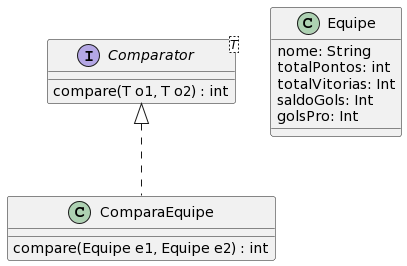 I Comparator T
compare(T o1, T o2) : int
C Equipe
nome: String
totalPontos: int
totalVitorias: Int
saldoGols: Int
golsPro: Int
C ComparaEquipe
compare(Equipe e1, Equipe e2) : int